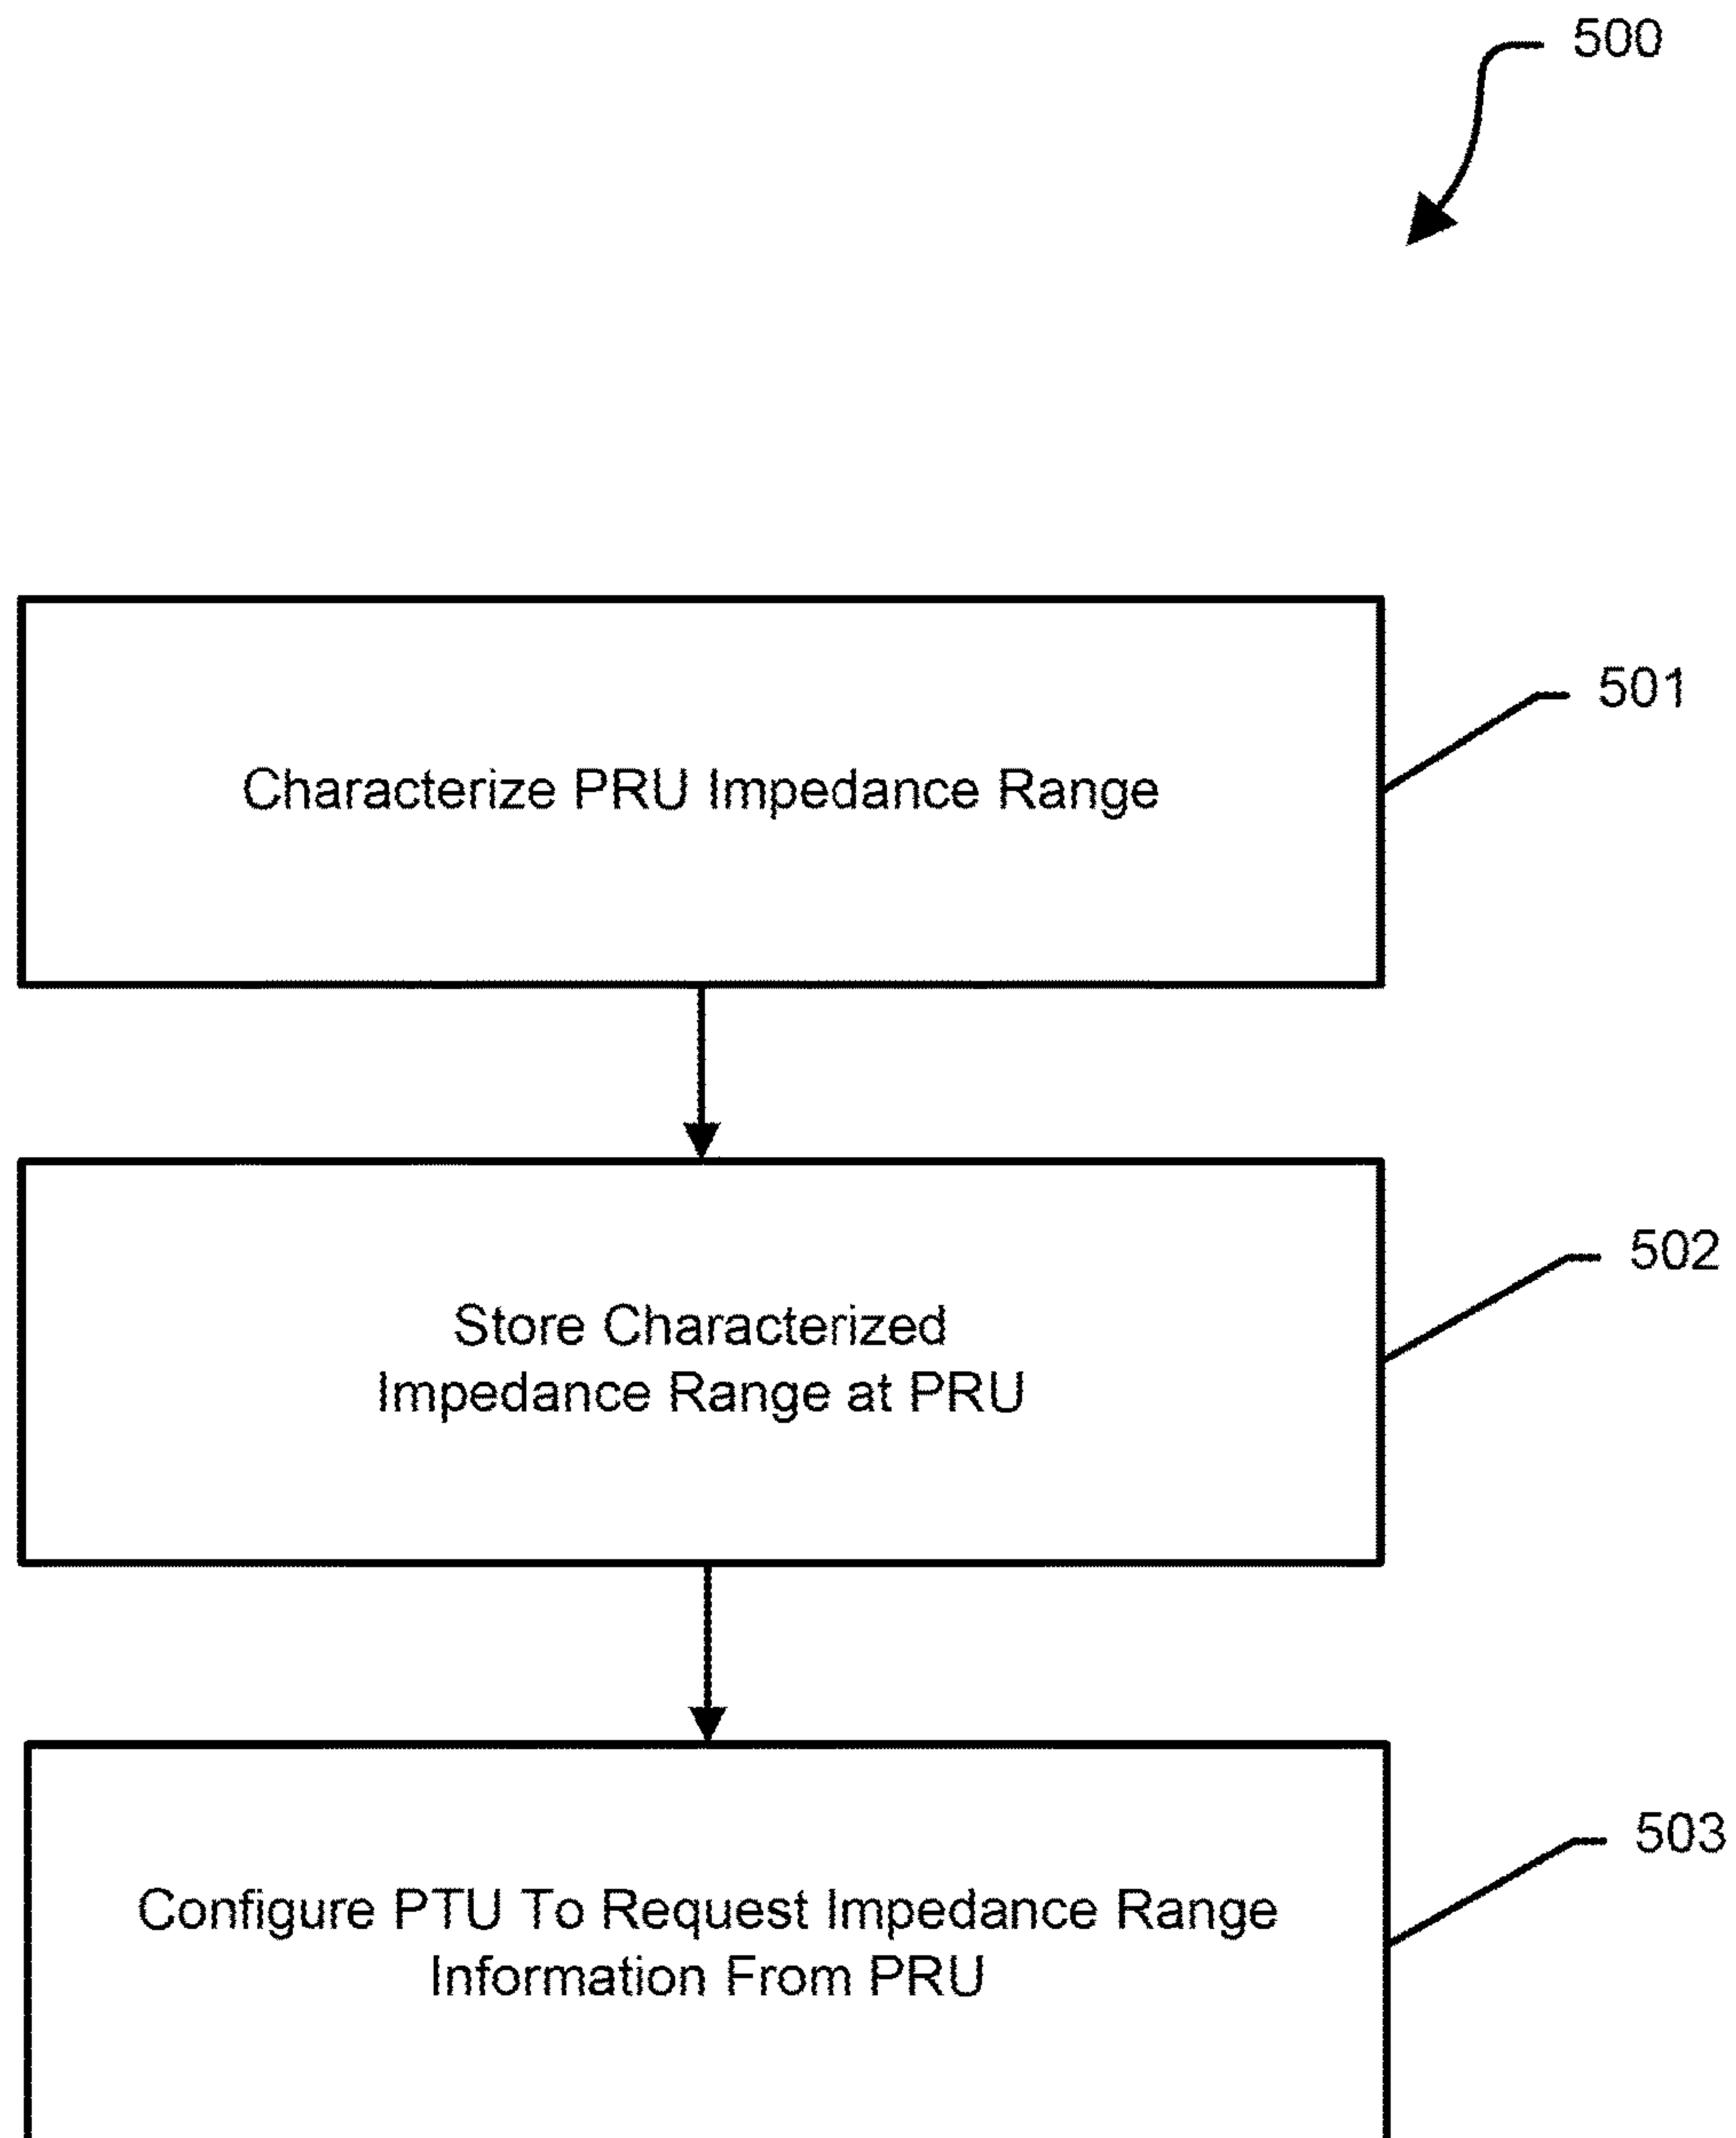 500
Characterize PRU Impedance Range
501
Store Characterized
Impedance Range at PRU
502
Configure PTU To Request Impedance Range
Information From PRU
503